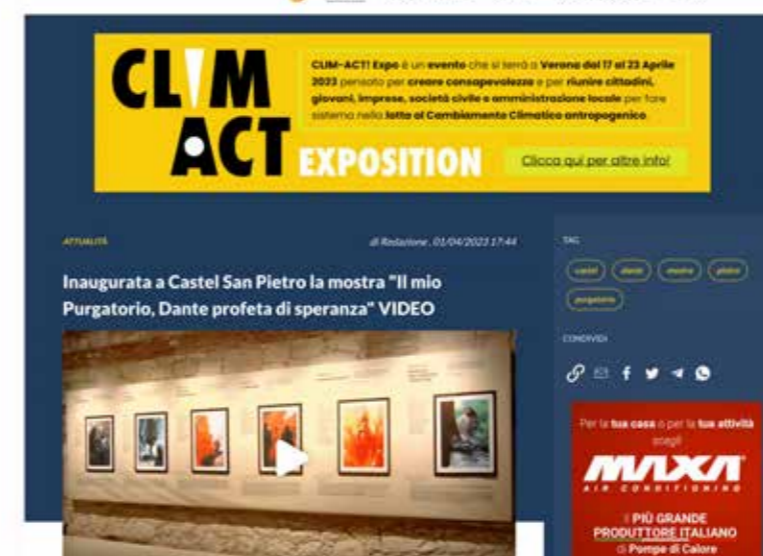 CLIM
ACT
EXPOSITION
CLIM-ACT! Expo è un evento che si terrà a Verona dal 17 al 23 Aprile
2023 pensato per creare consapevolezza e per riunire cittadini,
giovani, imprese, società civile e amministrazione locale per fare
sistema nella lotta al Cambiamento Climatico antropogenico.
Clicca qui per altre info!
ATTUALITÀ
di Redazione, 01/04/2023 17:44
Inaugurata a Castel San Pietro la mostra "Il mio
Purgatorio, Dante profeta di speranza" VIDEO
TAG
castel
dante
mostra
pietro
purgatorio
CONDIVIDI
Per la tua casa o per la tua attività
scegli
MAXA
AIR CONDITIONING
il PIÙ GRANDE
PRODUTTORE ITALIANO
di Pompe di Calore